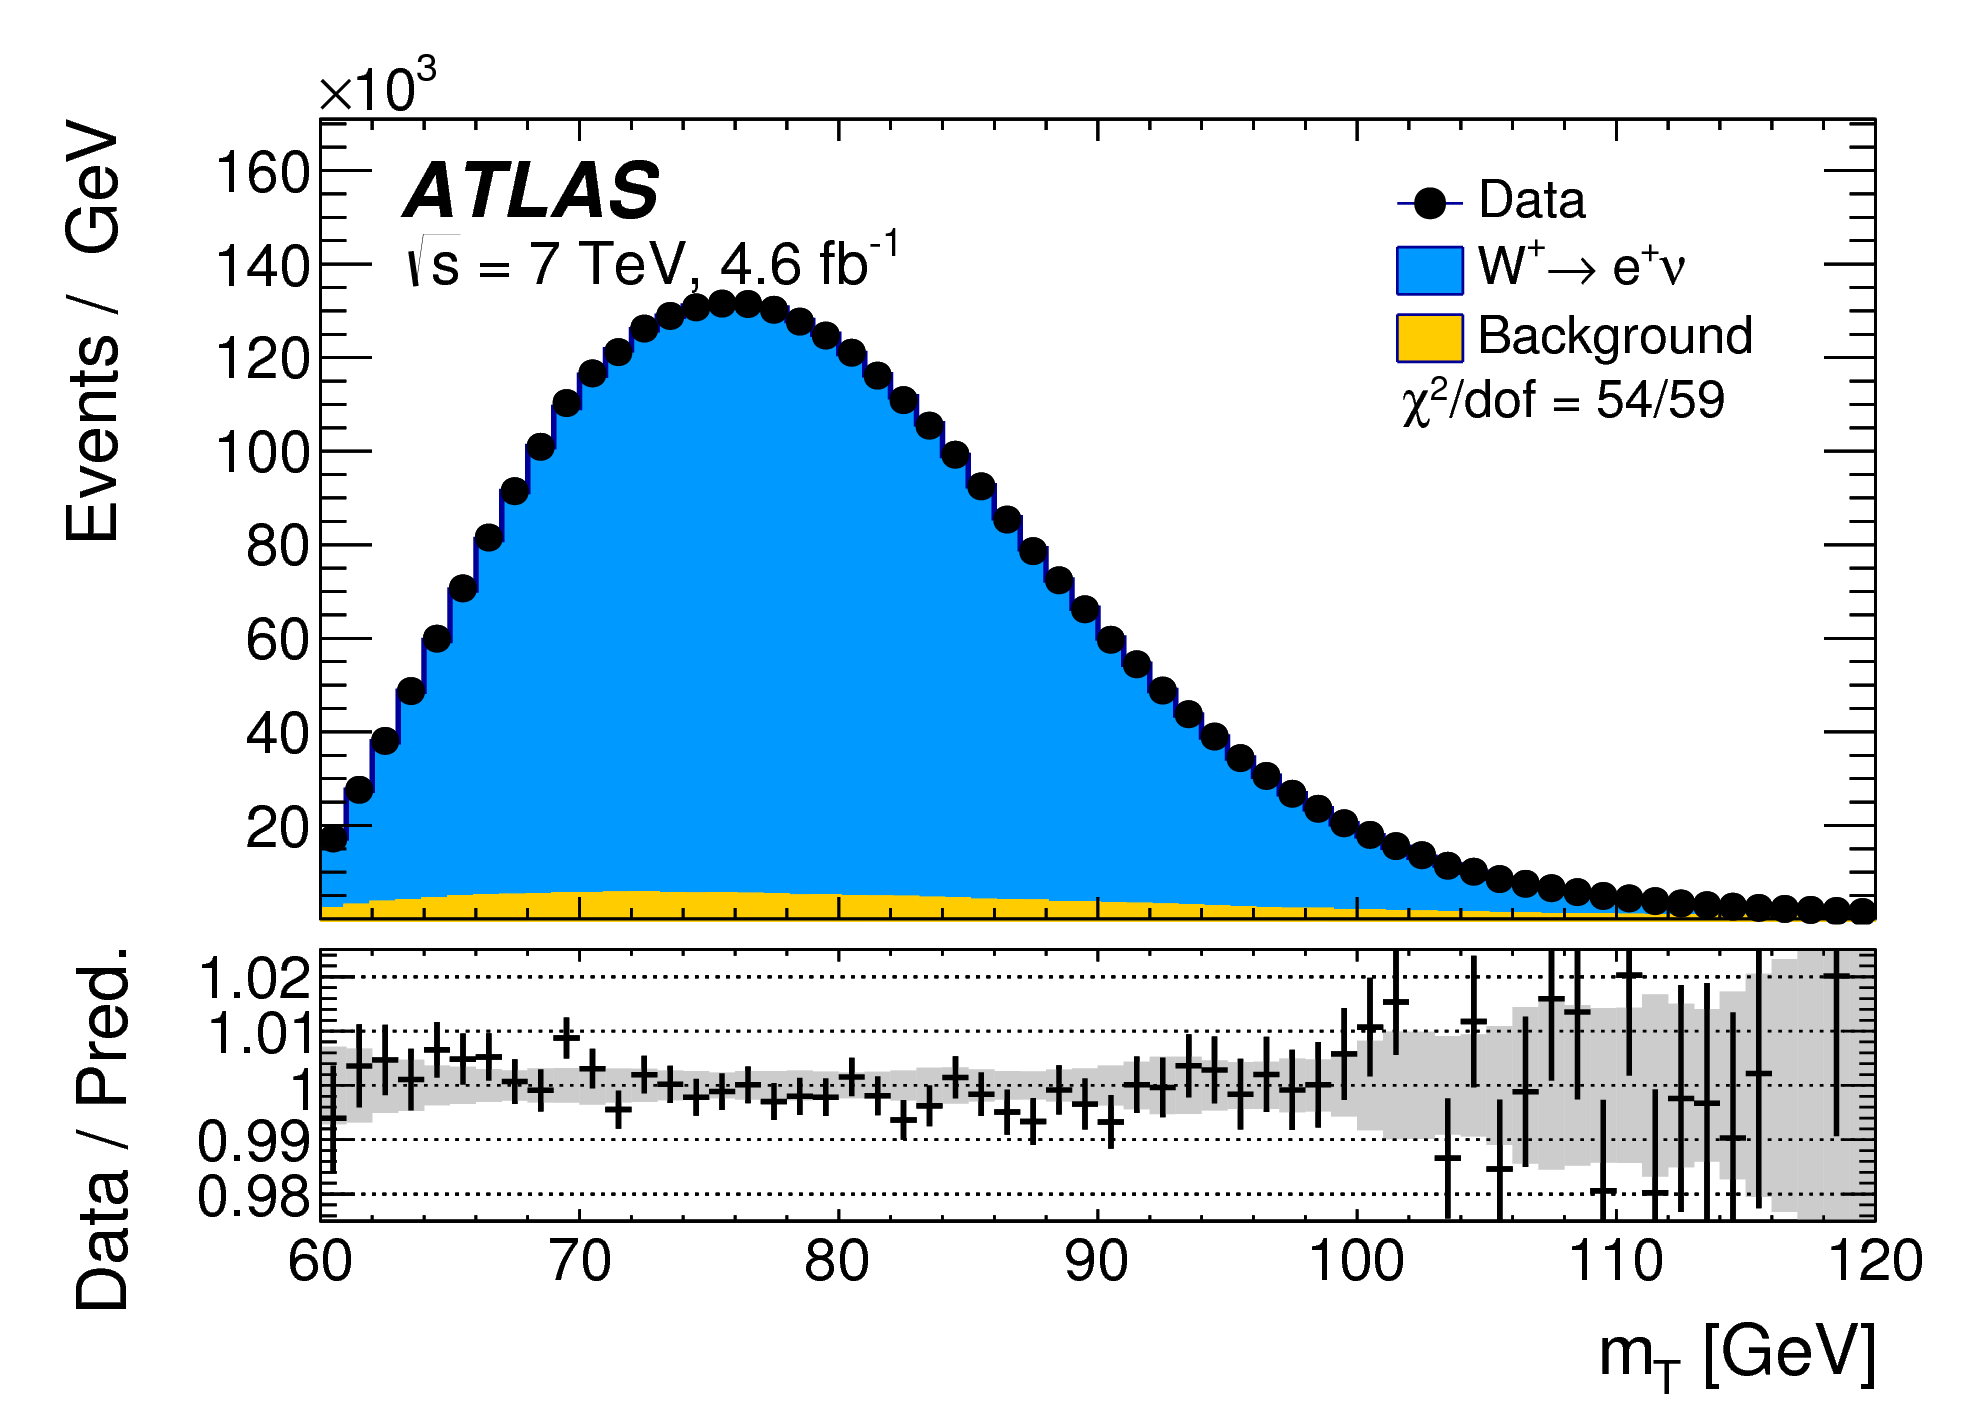 ×10³
Events / GeV
160
140
120
100
80
60
40
20
ATLAS
√s = 7 TeV, 4.6 fb⁻¹
Data
W⁺→ e⁺ν
Background
χ²/dof = 54/59
Data / Pred.
1.02
1.01
1
0.99
0.98
60 70 80 90 100 110 120
m_T [GeV]